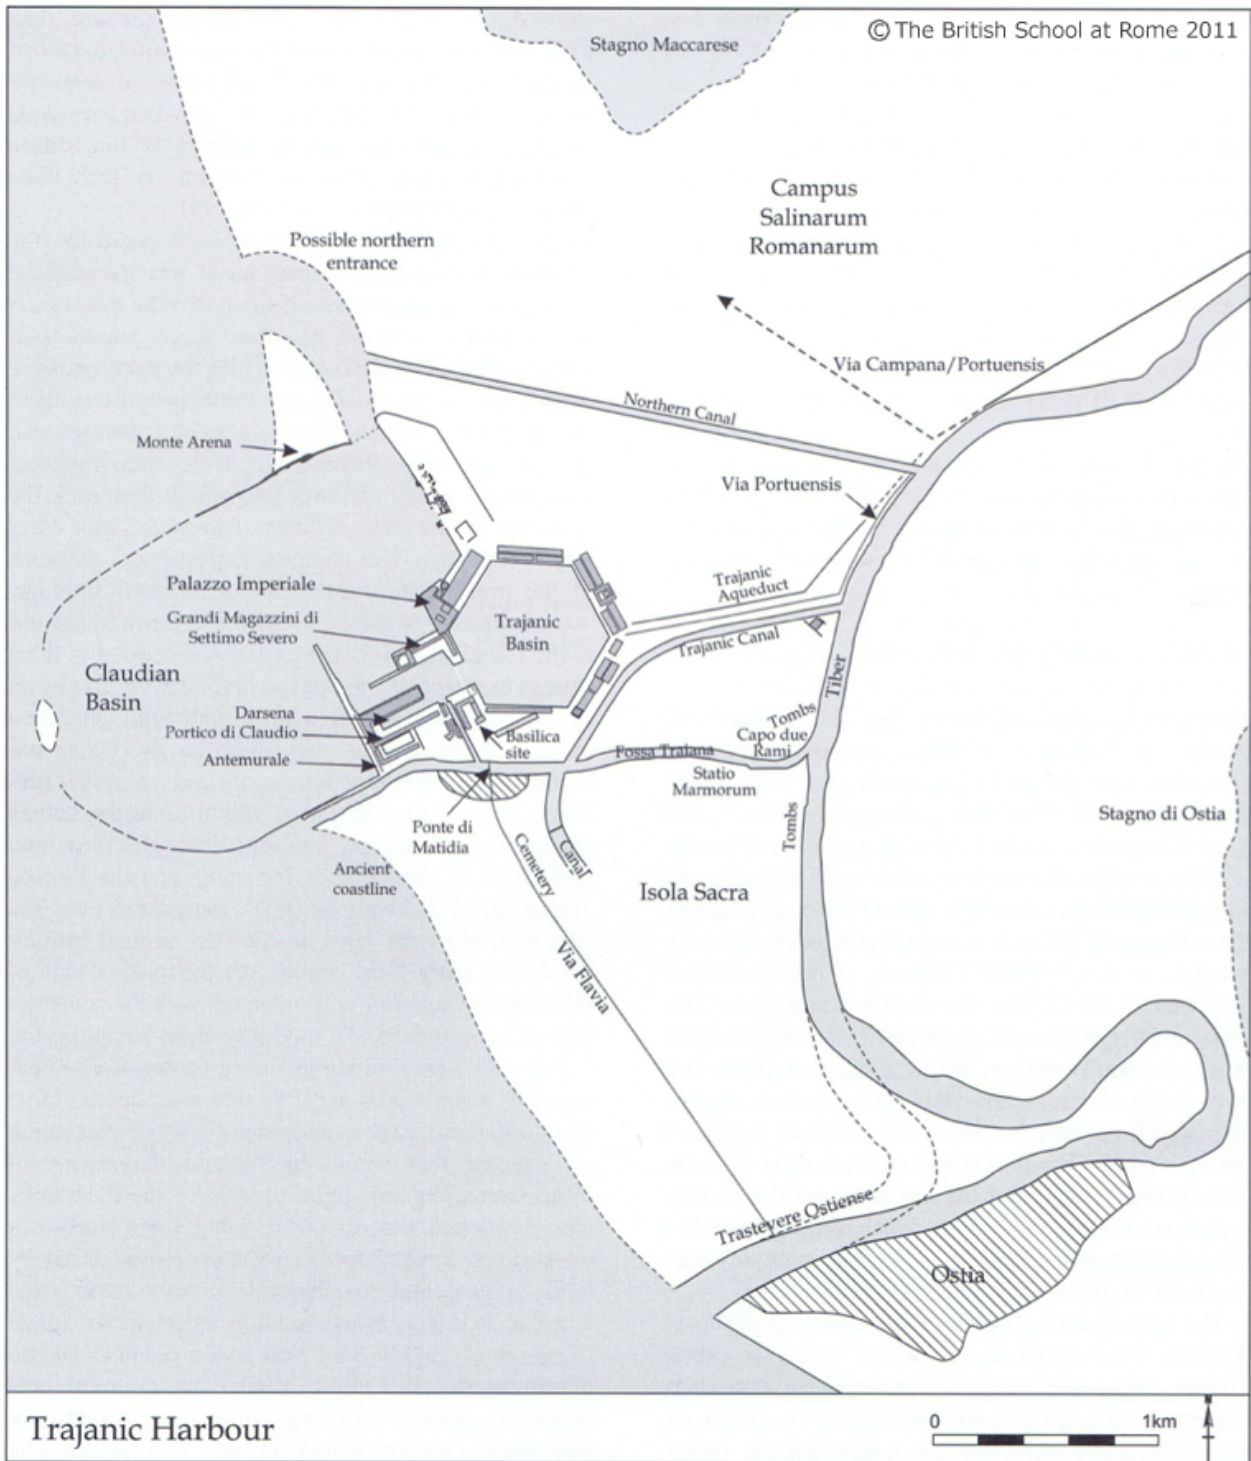 © The British School at Rome 2011
Stagno Maccarese
Campus
Salinarum
Romanarum
Possible northern
entrance
Via Campana/Portuensis
Northern Canal
Monte Arena
Via Portuensis
Palazzo Imperiale
Trajanic
Aqueduct
Grandi Magazzini di
Settimo Severo
Trajanic
Basin
Trajanic Canal
Claudian
Basin
Tiber
Darsena
Portico di Claudio
Antemurale
Basilica
site
Tombs
Capo due
Rami
Fossa Traiana
Statio
Marmorum
Stagno di Ostia
Ponte di
Matidia
Tombs
Cemetery
Canal
Ancient
coastline
Isola Sacra
Via Flavia
Trastevere Ostiense
Ostia
Trajanic Harbour
0 1km
N